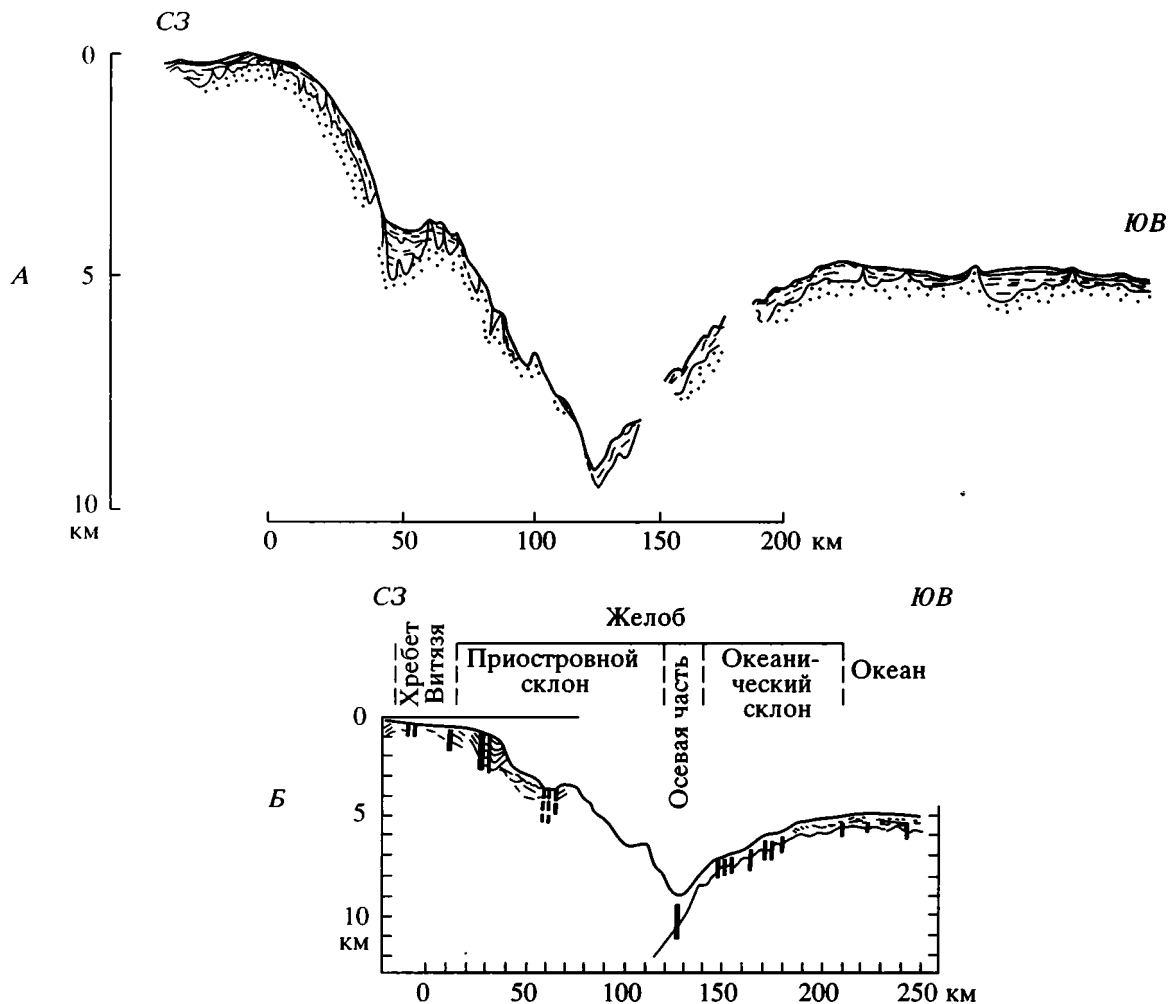 СЗ
0
ЮВ
А
5
10
км
0 50 100 150 200 км
СЗ ЮВ
Желоб
Хребет
Витязя
Приостровной
склон
Осевая часть
Океани-
ческий
склон
Океан
0
Б
5
10
км
0 50 100 150 200 250 км